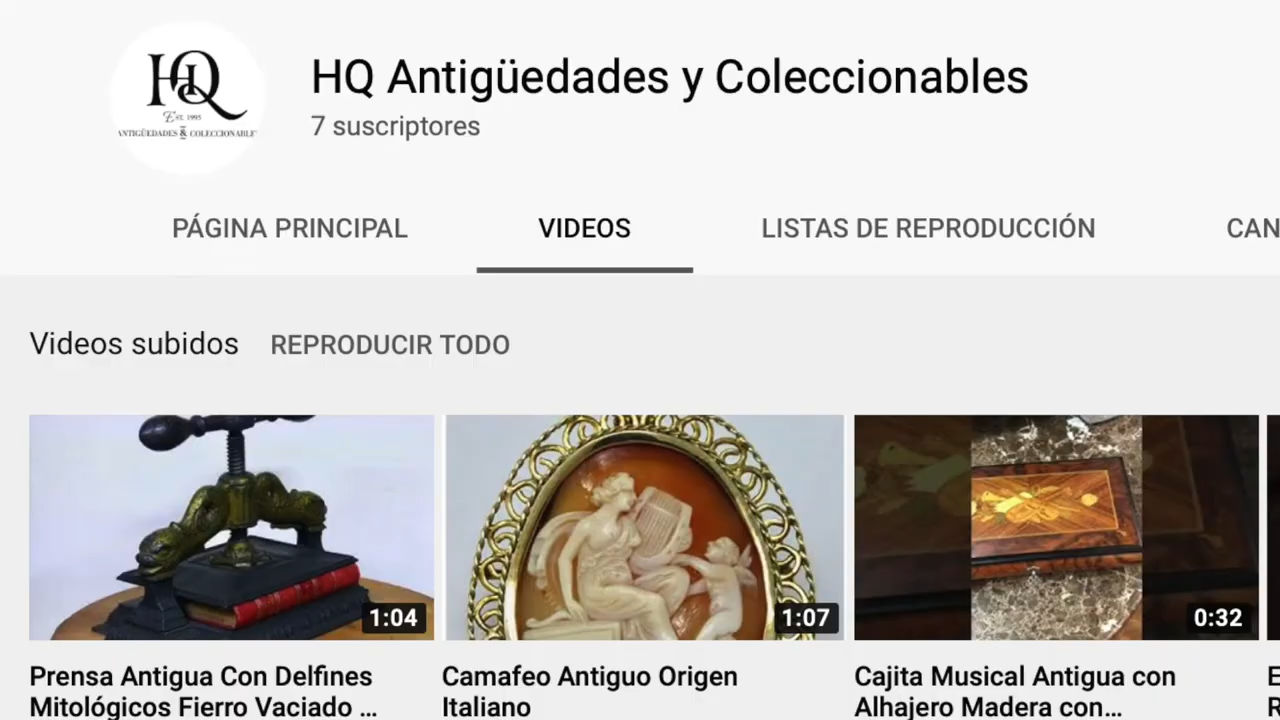 HQ
Est. 1995
ANTIGÜEDADES & COLECCIONABLE
HQ Antigüedades y Coleccionables
7 suscriptores
PÁGINA PRINCIPAL VIDEOS LISTAS DE REPRODUCCIÓN CAN
Videos subidos REPRODUCIR TODO
1:04 1:07 0:32
Prensa Antigua Con Delfines
Mitológicos Fierro Vaciado ...
Camafeo Antiguo Origen
Italiano
Cajita Musical Antigua con
Alhajero Madera con...